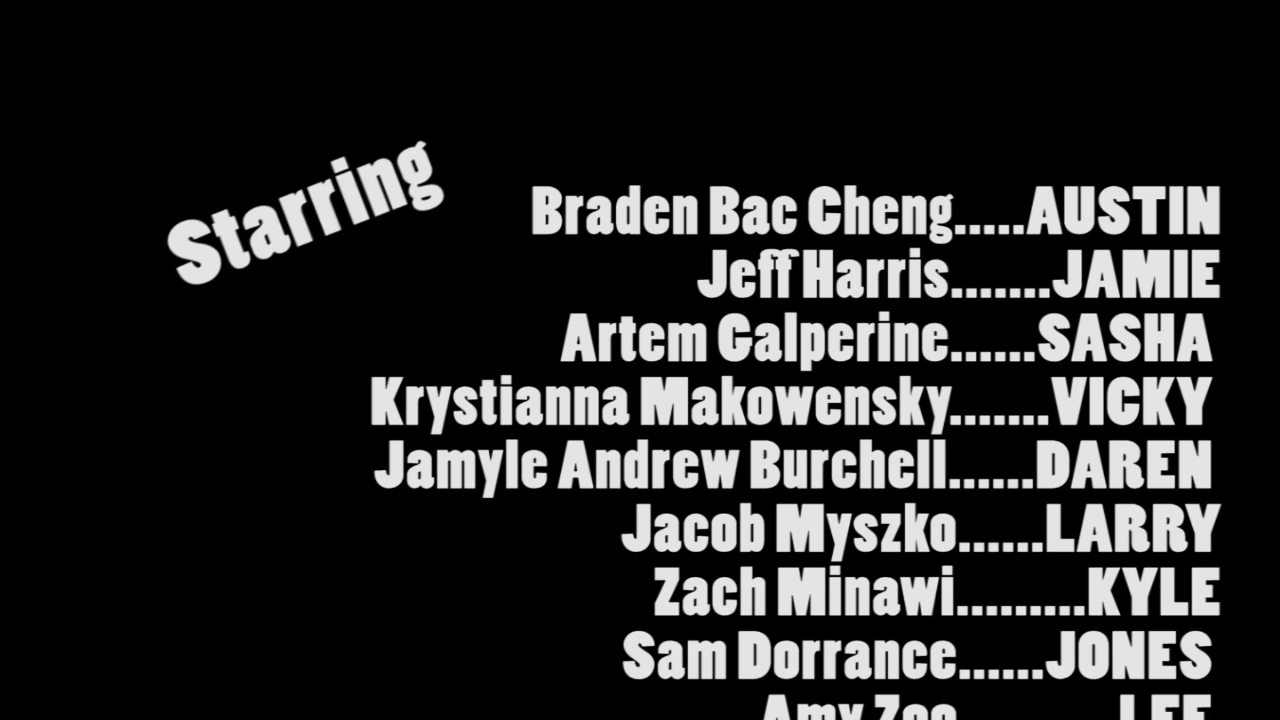 Starring
Braden Bac Cheng.....AUSTIN
Jeff Harris.......JAMIE
Artem Galperine......SASHA
Krystianna Makowensky.......VICKY
Jamyle Andrew Burchell......DAREN
Jacob Myszko......LARRY
Zach Minawi.........KYLE
Sam Dorrance......JONES
Amy